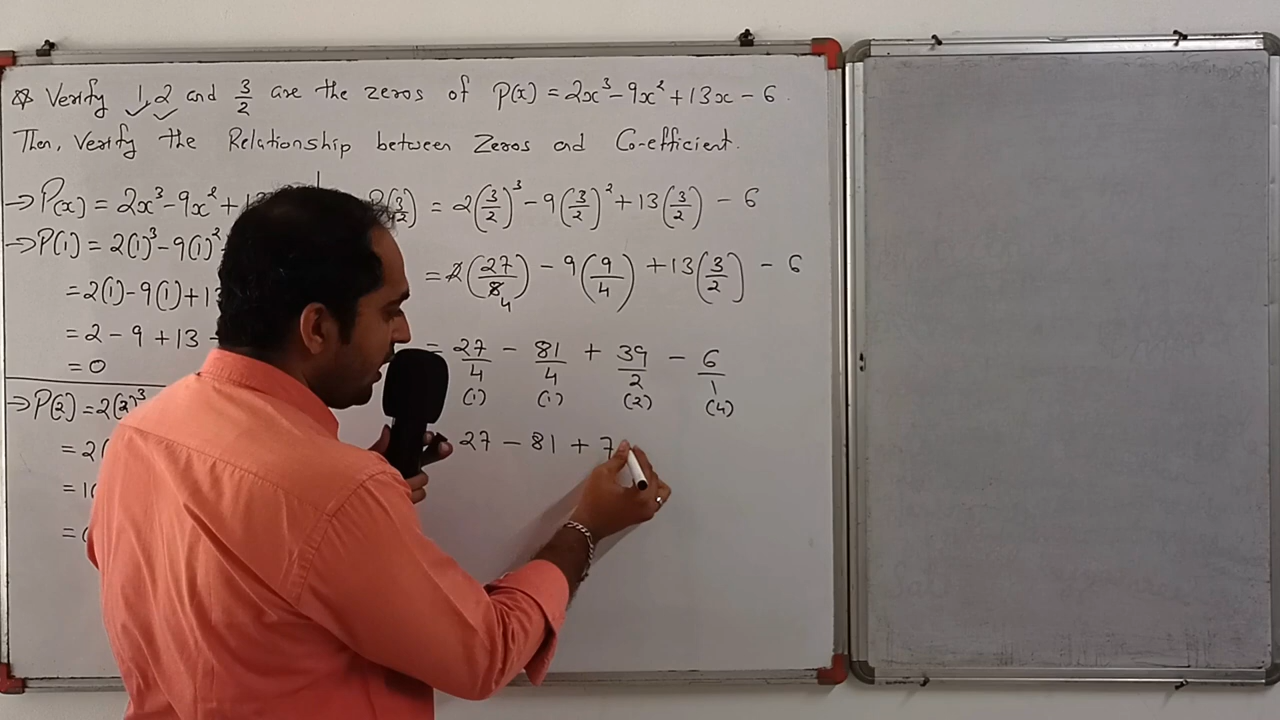 Q* Verify 1, 2 and 3/2 are the zeros of P(x) = 2x³ - 9x² + 13x - 6.
Then, Verify the Relationship between Zeros and Co-efficient.
→ P(x) = 2x³ - 9x² +
→ P(1) = 2(1)³ - 9(1)²
= 2(1) - 9(1) + 1
= 2 - 9 + 13
= 0
→ P(2) = 2(2)³
= 2(
= 1
P(3/2) = 2(3/2)³ - 9(3/2)² + 13(3/2) - 6
= 2(27/8) - 9(9/4) + 13(3/2) - 6
4
= 27/4 - 81/4 + 39/2 - 6/1
(1) (1) (2) (4)
27 - 81 + 7